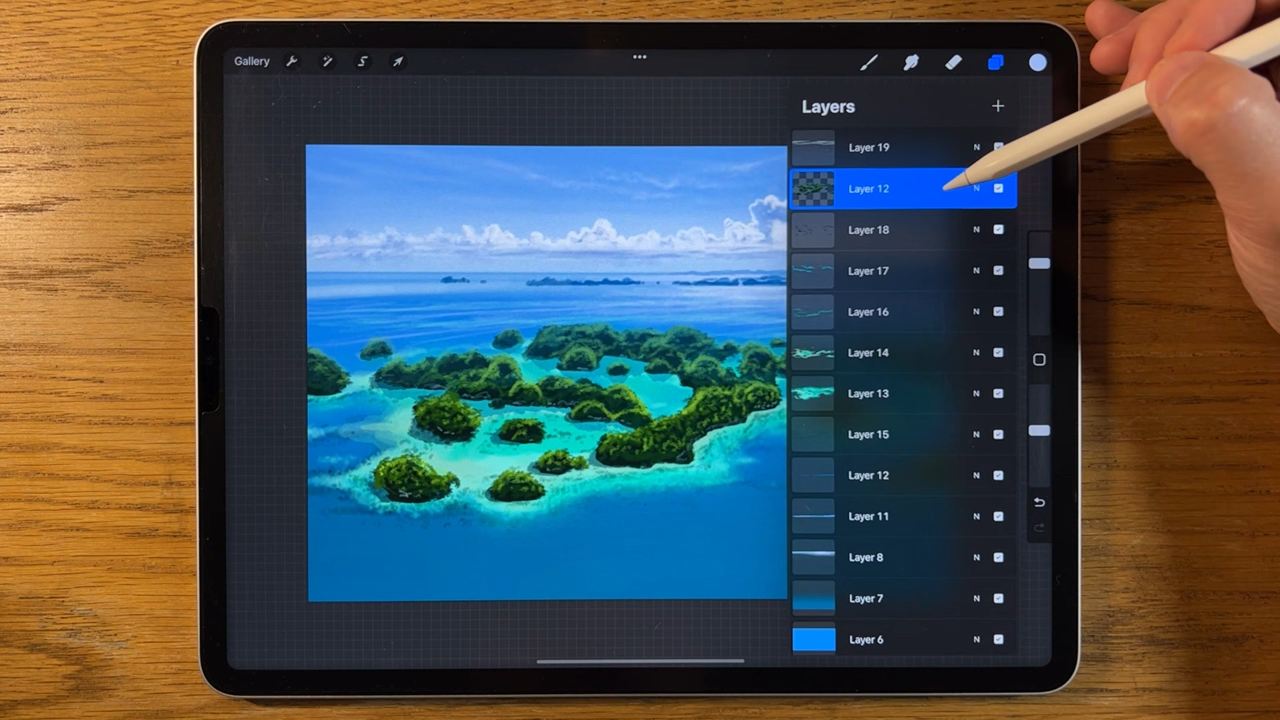 Gallery
Layers
Layer 19 N
Layer 12 N
Layer 18 N
Layer 17 N
Layer 16 N
Layer 14 N
Layer 13 N
Layer 15 N
Layer 12 N
Layer 11 N
Layer 8 N
Layer 7 N
Layer 6 N